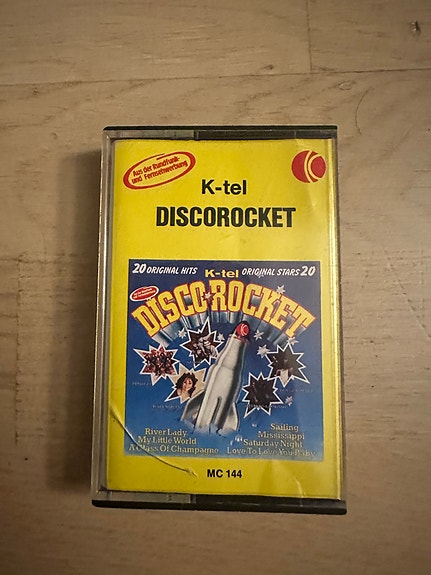 Aus der Rundfunk-
und Fernsehwerbung
K-tel
DISCOROCKET
20 ORIGINAL HITS
K-tel
ORIGINAL STARS 20
DISCO ROCKET
River Lady
My Little World
A Glass Of Champagne
Sailing
Mississippi
Saturday Night
Love To Love You Baby
MC 144